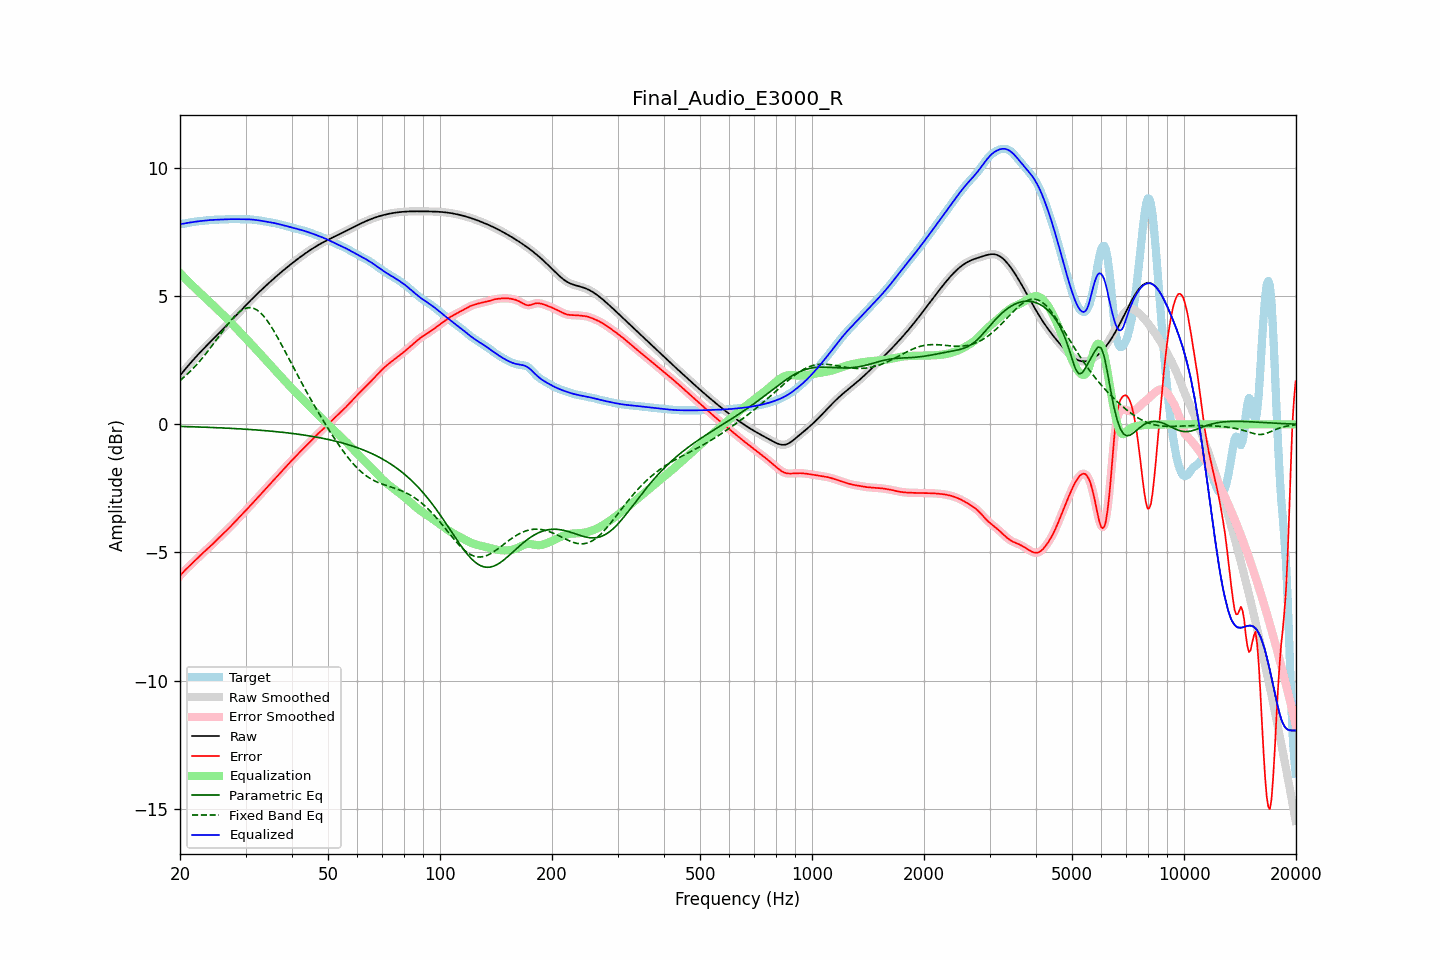 Final_Audio_E3000_R
Amplitude (dBr)
10
5
0
−5
−10
−15
Target
Raw Smoothed
Error Smoothed
Raw
Error
Equalization
Parametric Eq
Fixed Band Eq
Equalized
20 50 100 200 500 1000 2000 5000 10000 20000
Frequency (Hz)